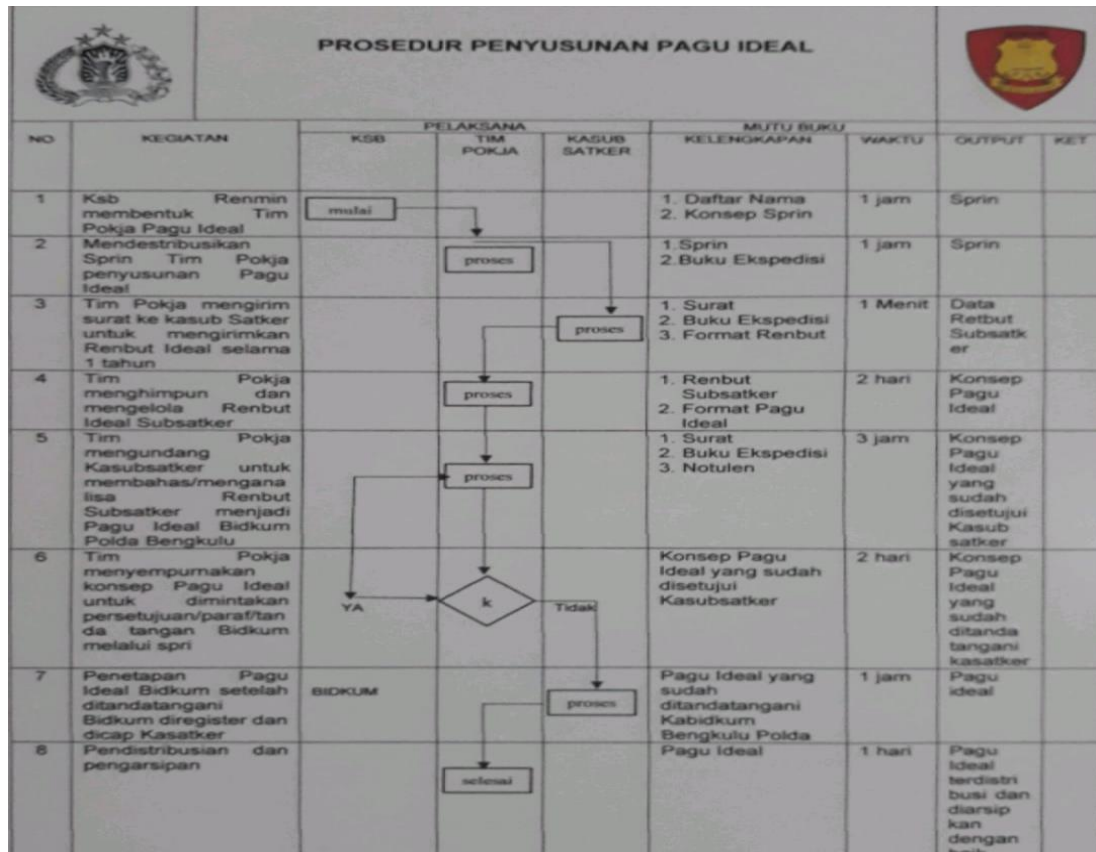 PROSEDUR PENYUSUNAN PAGU IDEAL
NO
KEGIATAN
PELAKSANA
MUTU BUKU
KSB
TIM
POKJA
KASUB
SATKER
KELENGKAPAN
WAKTU
OUTPUT
KET
1
Ksb Renmin
membentuk Tim
Pokja Pagu Ideal
mulai
1. Daftar Nama
2. Konsep Sprin
1 jam
Sprin
2
Mendestribusikan
Sprin Tim Pokja
penyusunan Pagu
Ideal
proses
1.Sprin
2.Buku Ekspedisi
1 jam
Sprin
3
Tim Pokja mengirim
surat ke kasub Satker
untuk mengirimkan
Renbut Ideal selama
1 tahun
proses
1. Surat
2. Buku Ekspedisi
3. Format Renbut
1 Menit
Data
Retbut
Subsatk
er
4
Tim Pokja
menghimpun dan
mengelola Renbut
Ideal Subsatker
proses
1. Renbut
Subsatker
2. Format Pagu
Ideal
2 hari
Konsep
Pagu
Ideal
5
Tim Pokja
mengundang
Kasubsatker untuk
membahas/mengana
lisa Renbut
Subsatker menjadi
Pagu Ideal Bidkum
Polda Bengkulu
proses
1. Surat
2. Buku Ekspedisi
3. Notulen
3 jam
Konsep
Pagu
Ideal
yang
sudah
disetujui
Kasub
satker
6
Tim Pokja
menyempurnakan
konsep Pagu Ideal
untuk dimintakan
persetujuan/paraf/tan
da tangan Bidkum
melalui spri
YA
k
Tidak
Konsep Pagu
Ideal yang sudah
disetujui
Kasubsatker
2 hari
Konsep
Pagu
Ideal
yang
sudah
ditanda
tangani
kasatker
7
Penetapan Pagu
Ideal Bidkum setelah
ditandatangani
Bidkum diregister dan
dicap Kasatker
BIDKUM
proses
Pagu Ideal yang
sudah
ditandatangani
Kabidkum
Bengkulu Polda
1 jam
Pagu
ideal
8
Pendistribusian dan
pengarsipan
selesai
Pagu Ideal
1 hari
Pagu
Ideal
terdistri
busi dan
diarsip
kan
dengan